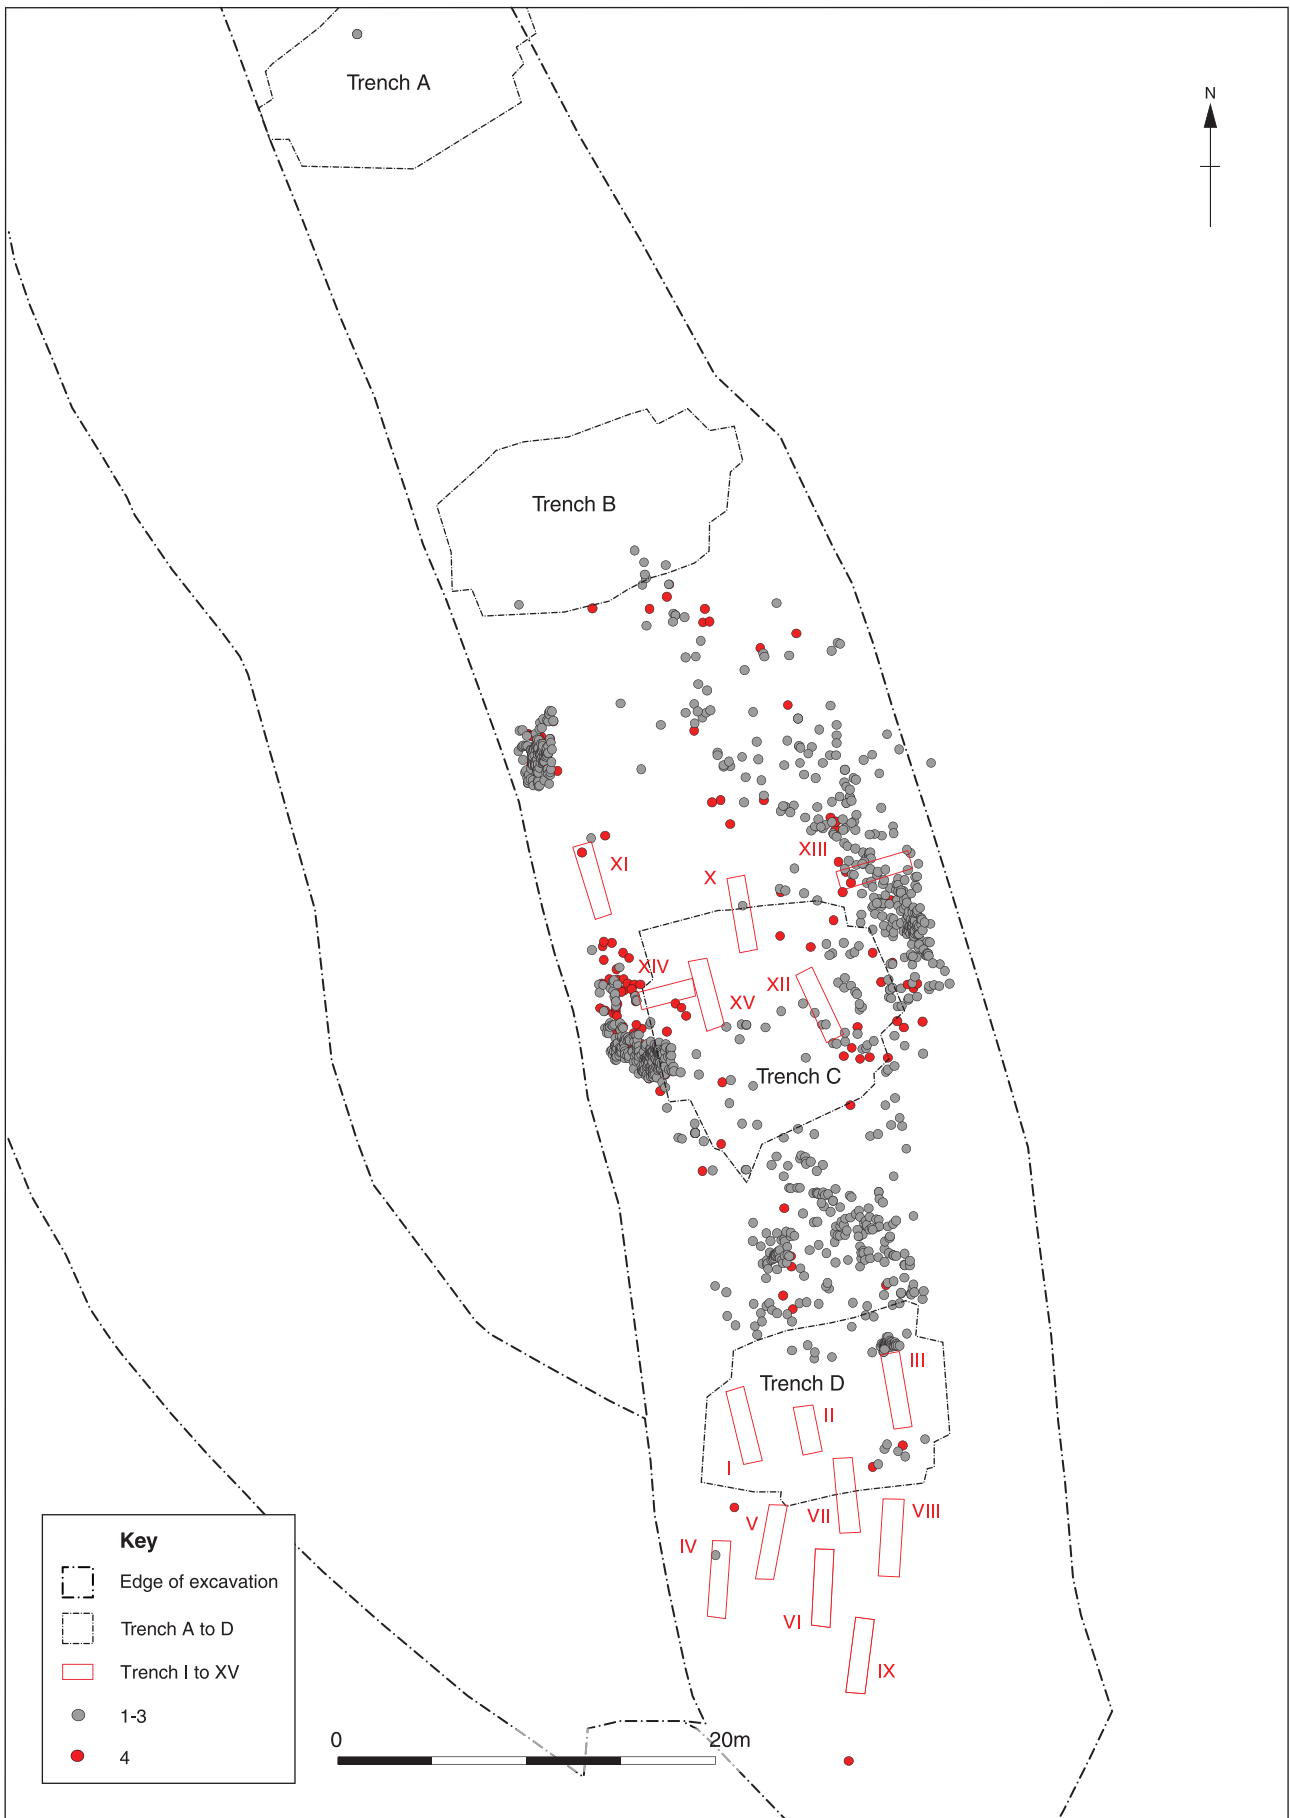 Trench A
N
Trench B
XIII
XI
X
XIV
XII
XV
Trench C
III
Trench D
II
I
VIII
VII
V
IV
VI
IX
Key
Edge of excavation
Trench A to D
Trench I to XV
1-3
4
0 20m